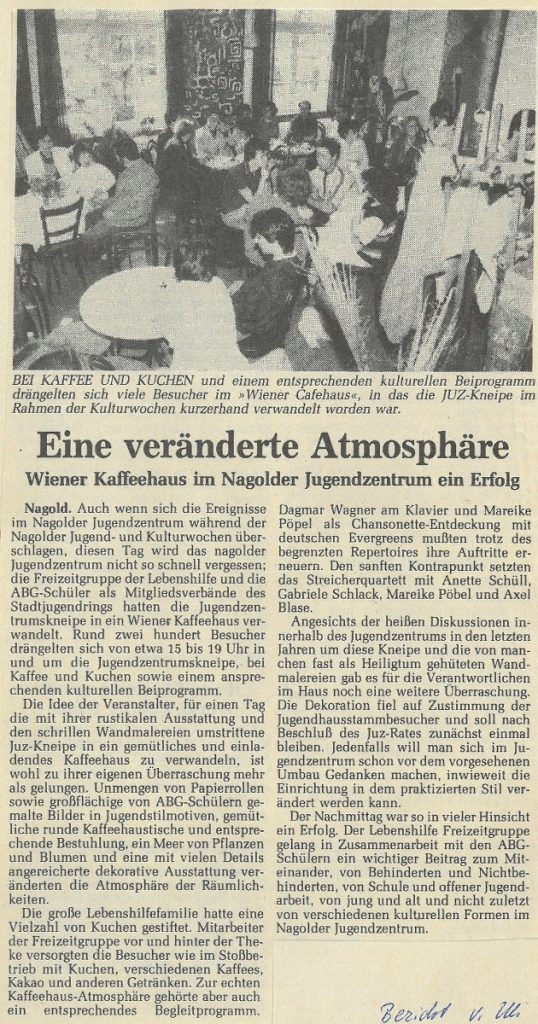 BEI KAFFEE UND KUCHEN und einem entsprechenden kulturellen Beiprogramm
drängelten sich viele Besucher im »Wiener Cafehaus«, in das die JUZ-Kneipe im
Rahmen der Kulturwochen kurzerhand verwandelt worden war.
Eine veränderte Atmosphäre
Wiener Kaffeehaus im Nagolder Jugendzentrum ein Erfolg
Nagold. Auch wenn sich die Ereignisse
im Nagolder Jugendzentrum während der
Nagolder Jugend- und Kulturwochen über-
schlagen, diesen Tag wird das nagolder
Jugendzentrum nicht so schnell vergessen;
die Freizeitgruppe der Lebenshilfe und die
ABG-Schüler als Mitgliedsverbände des
Stadtjugendrings hatten die Jugendzen-
trumskneipe in ein Wiener Kaffeehaus ver-
wandelt. Rund zwei hundert Besucher
drängelten sich von etwa 15 bis 19 Uhr in
und um die Jugendzentrumskneipe, bei
Kaffee und Kuchen sowie einem anspre-
chenden kulturellen Beiprogramm.
Die Idee der Veranstalter, für einen Tag
die mit ihrer rustikalen Ausstattung und
den schrillen Wandmalereien umstrittene
Juz-Kneipe in ein gemütliches und einla-
dendes Kaffeehaus zu verwandeln, ist
wohl zu ihrer eigenen Überraschung mehr
als gelungen. Unmengen von Papierrollen
sowie großflächige von ABG-Schülern ge-
malte Bilder in Jugendstilmotiven, gemüt-
liche runde Kaffeehaustische und entspre-
chende Bestuhlung, ein Meer von Pflanzen
und Blumen und eine mit vielen Details
angereicherte dekorative Ausstattung ver-
änderten die Atmosphäre der Räumlich-
keiten.
Die große Lebenshilfefamilie hatte eine
Vielzahl von Kuchen gestiftet. Mitarbeiter
der Freizeitgruppe vor und hinter der The-
ke versorgten die Besucher wie im Stoßbe-
trieb mit Kuchen, verschiedenen Kaffees,
Kakao und anderen Getränken. Zur echten
Kaffeehaus-Atmosphäre gehörte aber auch
ein entsprechendes Begleitprogramm.
Dagmar Wagner am Klavier und Mareike
Pöpel als Chansonette-Entdeckung mit
deutschen Evergreens mußten trotz des
begrenzten Repertoires ihre Auftritte er-
neuern. Den sanften Kontrapunkt setzten
das Streicherquartett mit Anette Schüll,
Gabriele Schlack, Mareike Pöbel und Axel
Blase.
Angesichts der heißen Diskussionen in-
nerhalb des Jugendzentrums in den letzten
Jahren um diese Kneipe und die von man-
chen fast als Heiligtum gehüteten Wand-
malereien gab es für die Verantwortlichen
im Haus noch eine weitere Überraschung.
Die Dekoration fiel auf Zustimmung der
Jugendhausstammbesucher und soll nach
Beschluß des Juz-Rates zunächst einmal
bleiben. Jedenfalls will man sich im Ju-
gendzentrum schon vor dem vorgesehenen
Umbau Gedanken machen, inwieweit die
Einrichtung in dem praktizierten Stil ver-
ändert werden kann.
Der Nachmittag war so in vieler Hinsicht
ein Erfolg. Der Lebenshilfe Freizeitgruppe
gelang in Zusammenarbeit mit den ABG-
Schülern ein wichtiger Beitrag zum Mit-
einander, von Behinderten und Nichtbe-
hinderten, von Schule und offener Jugend-
arbeit, von jung und alt und nicht zuletzt
von verschiedenen kulturellen Formen im
Nagolder Jugendzentrum.
Bericht v. Uli